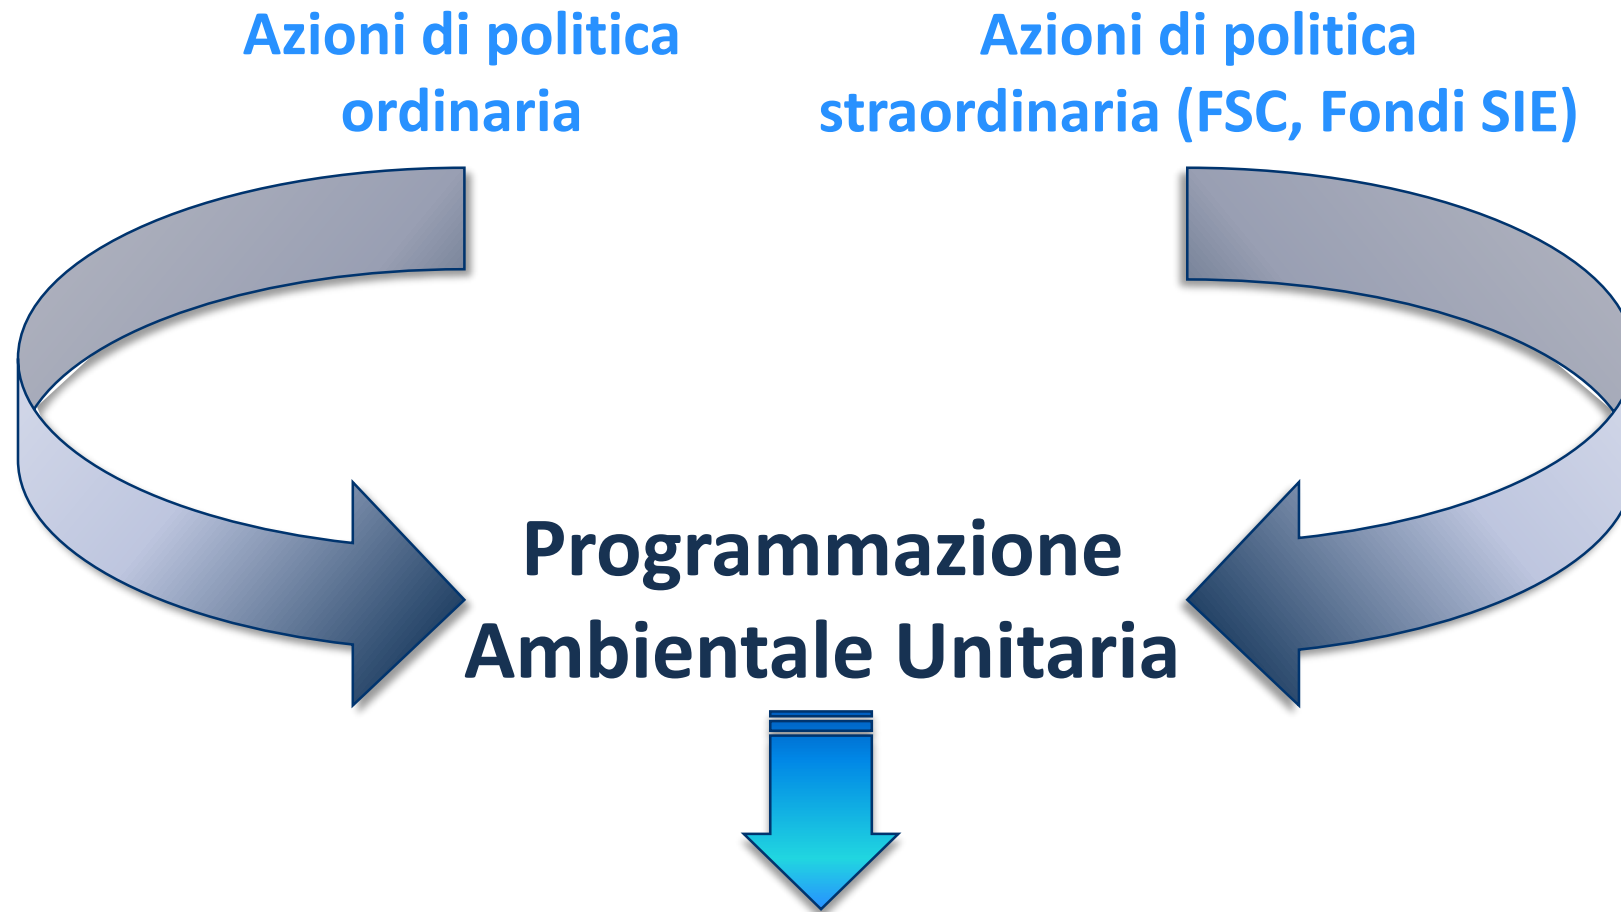 Azioni di politica
ordinaria
Azioni di politica
straordinaria (FSC, Fondi SIE)
Programmazione
Ambientale Unitaria